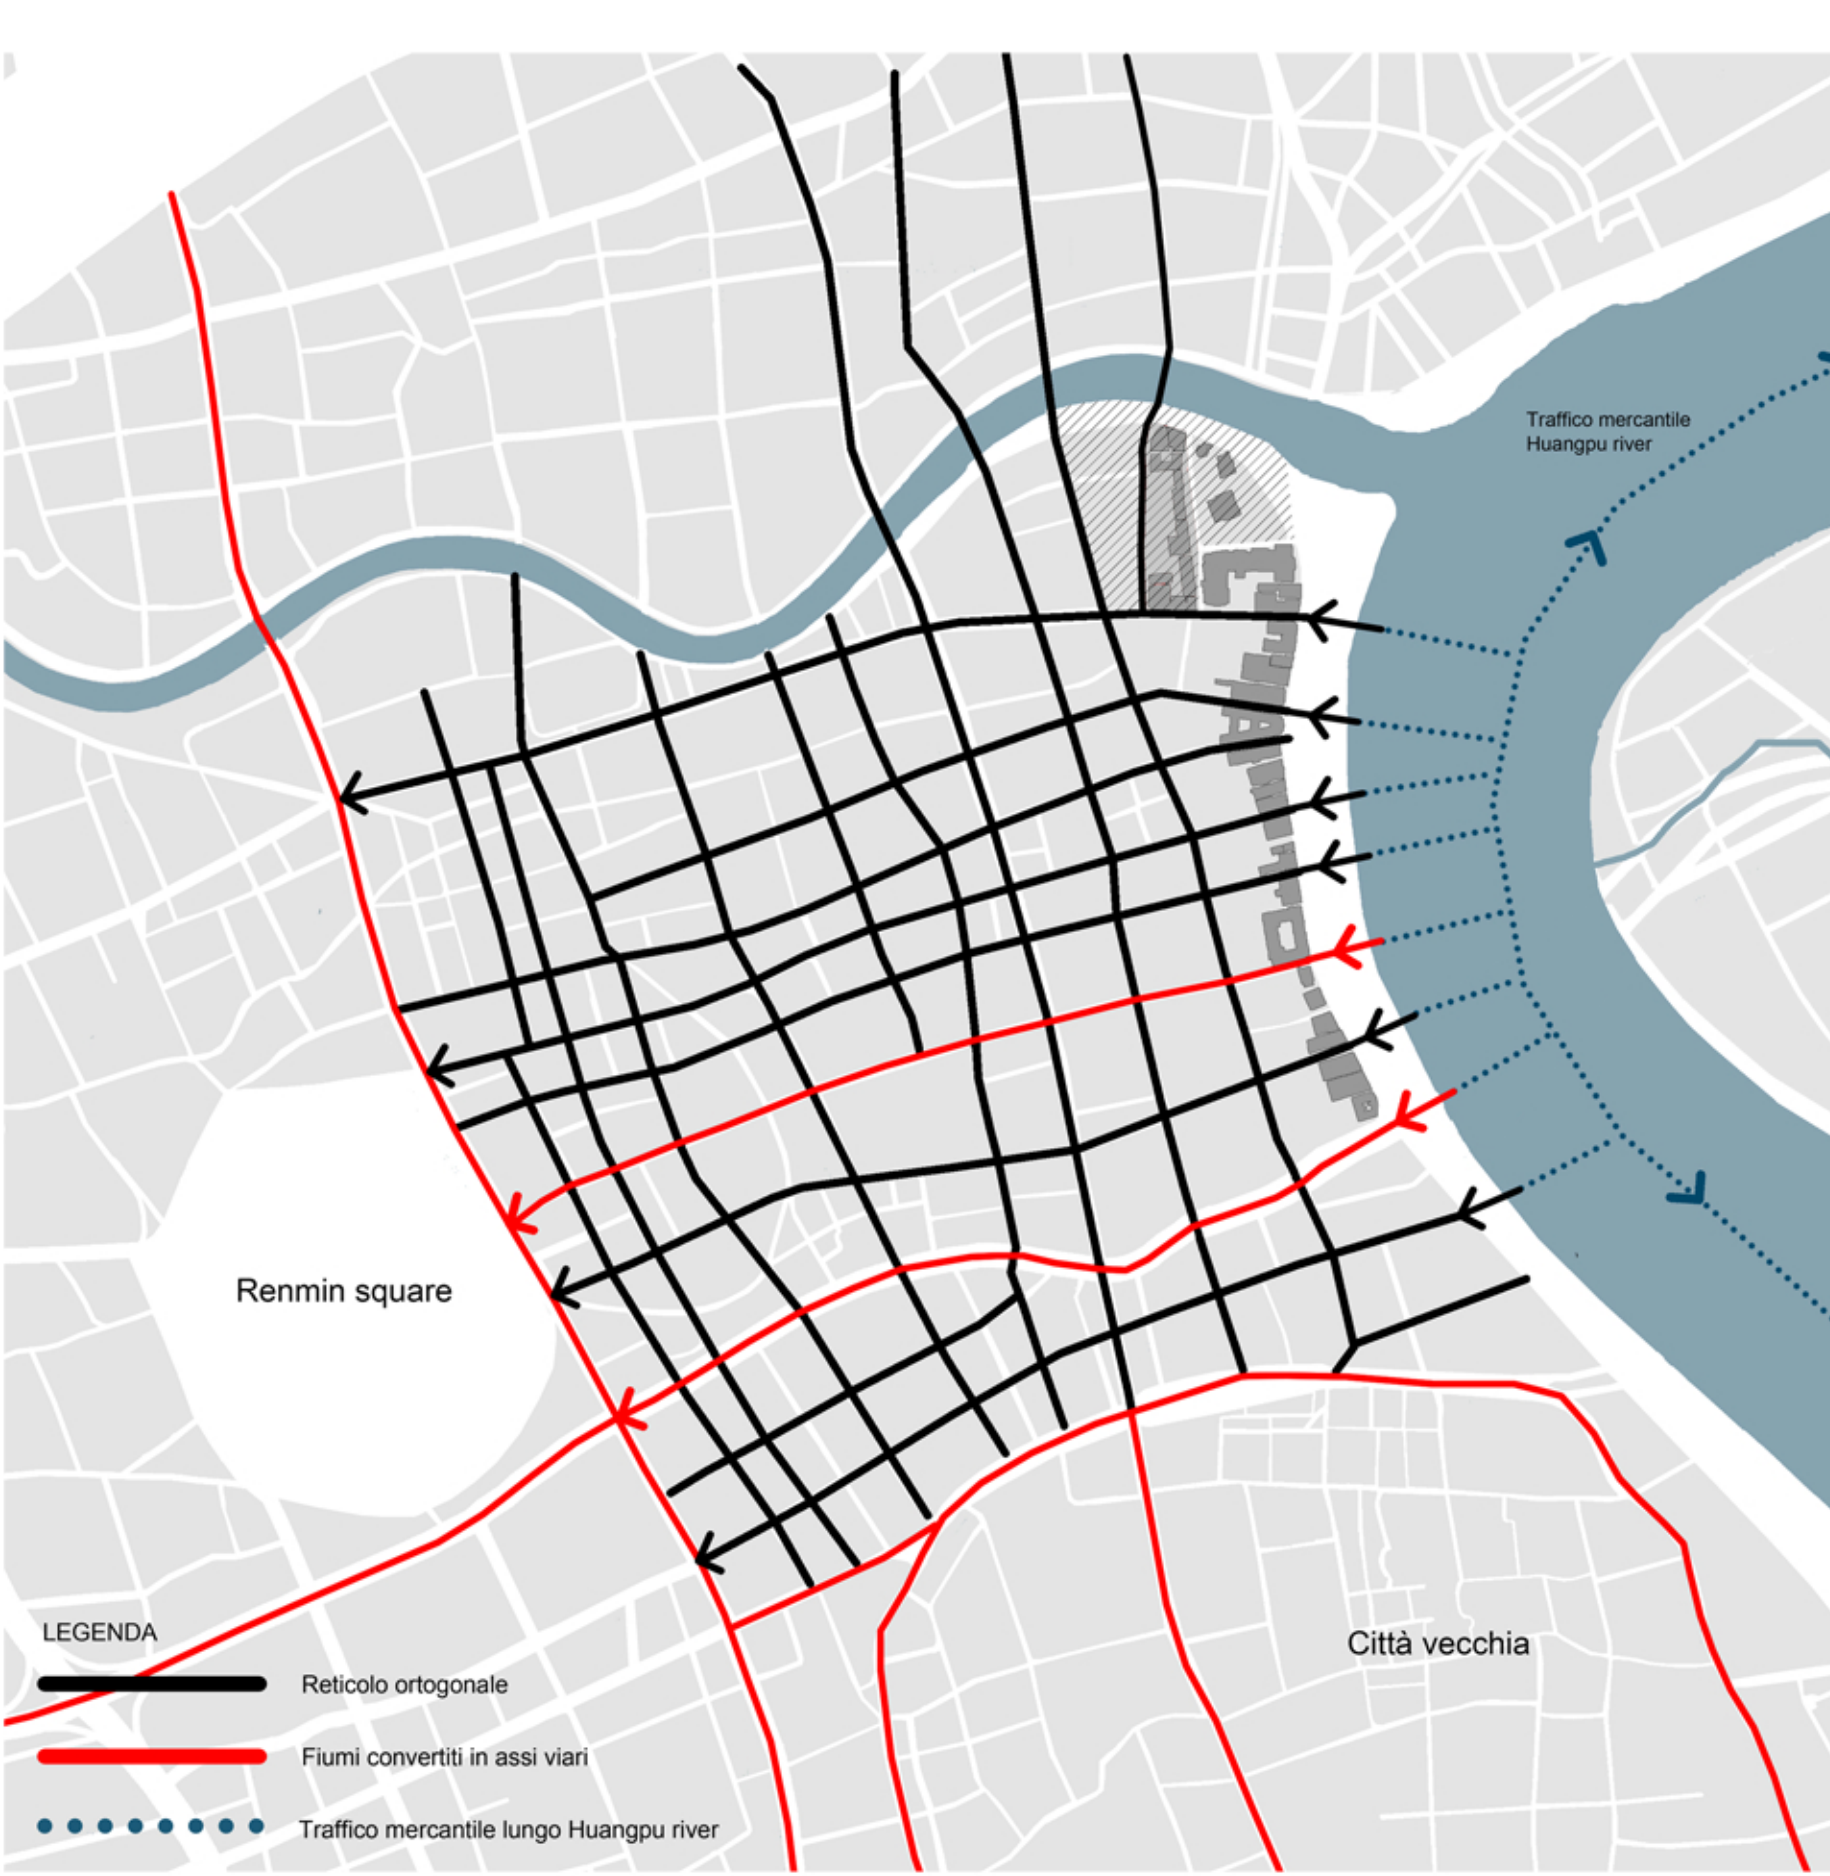 Traffico mercantile
Huangpu river
Renmin square
Città vecchia
LEGENDA
Reticolo ortogonale
Fiumi convertiti in assi viari
Traffico mercantile lungo Huangpu river